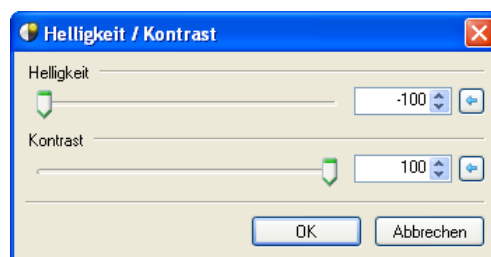 Helligkeit / Kontrast
Helligkeit
-100
Kontrast
100
OK Abbrechen